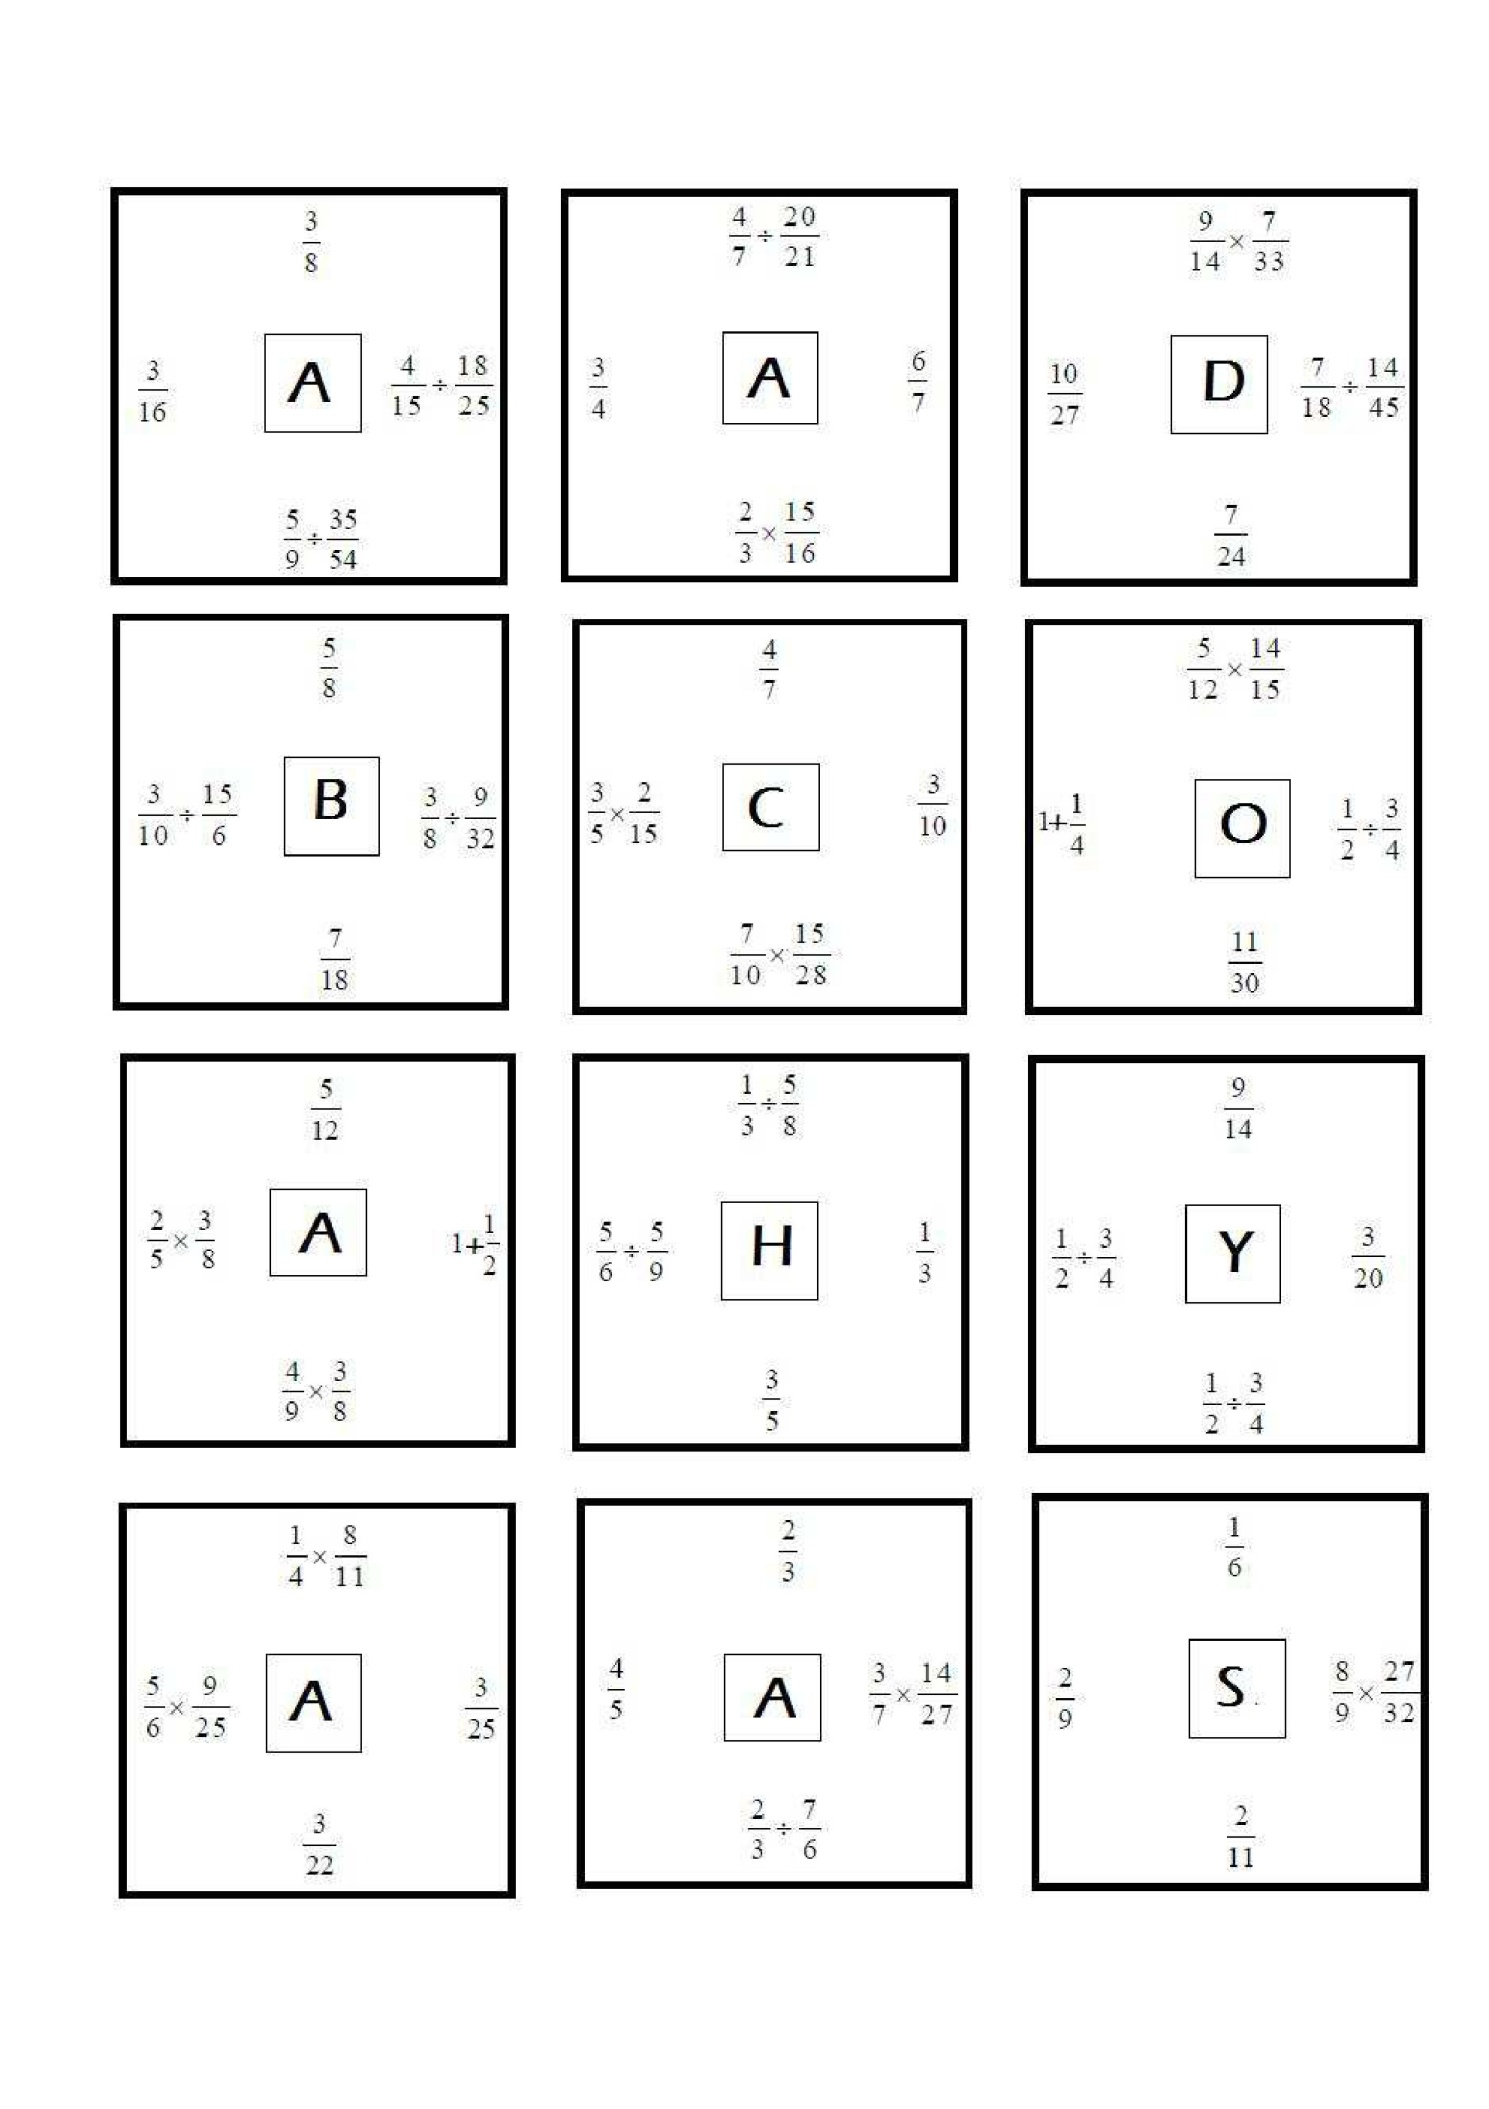 3/8
3/16 A 4/15 ÷ 18/25
5/9 ÷ 35/54
4/7 ÷ 20/21
3/4 A 6/7
2/3 × 15/16
9/14 × 7/33
10/27 D 7/18 ÷ 14/45
7/24
5/8
3/10 ÷ 15/6 B 3/8 ÷ 9/32
7/18
4/7
3/5 × 2/15 C 3/10
7/10 × 15/28
5/12 × 14/15
1+1/4 O 1/2 ÷ 3/4
11/30
5/12
2/5 × 3/8 A 1+1/2
4/9 × 3/8
1/3 ÷ 5/8
5/6 ÷ 5/9 H 1/3
3/5
9/14
1/2 ÷ 3/4 Y 3/20
1/2 ÷ 3/4
1/4 × 8/11
5/6 × 9/25 A 3/25
3/22
2/3
4/5 A 3/7 × 14/27
2/3 ÷ 7/6
1/6
2/9 S 8/9 × 27/32
2/11